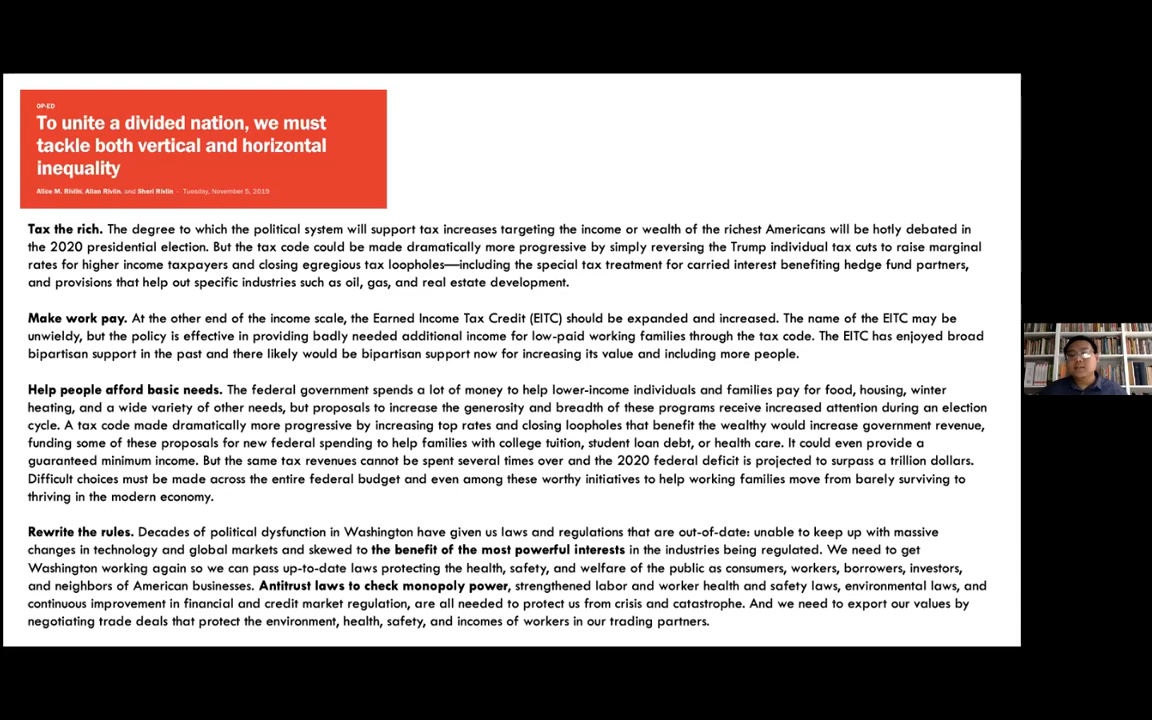 OP-ED
To unite a divided nation, we must
tackle both vertical and horizontal
inequality
Alice M. Rivlin, Allan Rivlin, and Sheri Rivlin · Tuesday, November 5, 2019
Tax the rich. The degree to which the political system will support tax increases targeting the income or wealth of the richest Americans will be hotly debated in
the 2020 presidential election. But the tax code could be made dramatically more progressive by simply reversing the Trump individual tax cuts to raise marginal
rates for higher income taxpayers and closing egregious tax loopholes—including the special tax treatment for carried interest benefiting hedge fund partners,
and provisions that help out specific industries such as oil, gas, and real estate development.
Make work pay. At the other end of the income scale, the Earned Income Tax Credit (EITC) should be expanded and increased. The name of the EITC may be
unwieldy, but the policy is effective in providing badly needed additional income for low-paid working families through the tax code. The EITC has enjoyed broad
bipartisan support in the past and there likely would be bipartisan support now for increasing its value and including more people.
Help people afford basic needs. The federal government spends a lot of money to help lower-income individuals and families pay for food, housing, winter
heating, and a wide variety of other needs, but proposals to increase the generosity and breadth of these programs receive increased attention during an election
cycle. A tax code made dramatically more progressive by increasing top rates and closing loopholes that benefit the wealthy would increase government revenue,
funding some of these proposals for new federal spending to help families with college tuition, student loan debt, or health care. It could even provide a
guaranteed minimum income. But the same tax revenues cannot be spent several times over and the 2020 federal deficit is projected to surpass a trillion dollars.
Difficult choices must be made across the entire federal budget and even among these worthy initiatives to help working families move from barely surviving to
thriving in the modern economy.
Rewrite the rules. Decades of political dysfunction in Washington have given us laws and regulations that are out-of-date: unable to keep up with massive
changes in technology and global markets and skewed to the benefit of the most powerful interests in the industries being regulated. We need to get
Washington working again so we can pass up-to-date laws protecting the health, safety, and welfare of the public as consumers, workers, borrowers, investors,
and neighbors of American businesses. Antitrust laws to check monopoly power, strengthened labor and worker health and safety laws, environmental laws, and
continuous improvement in financial and credit market regulation, are all needed to protect us from crisis and catastrophe. And we need to export our values by
negotiating trade deals that protect the environment, health, safety, and incomes of workers in our trading partners.